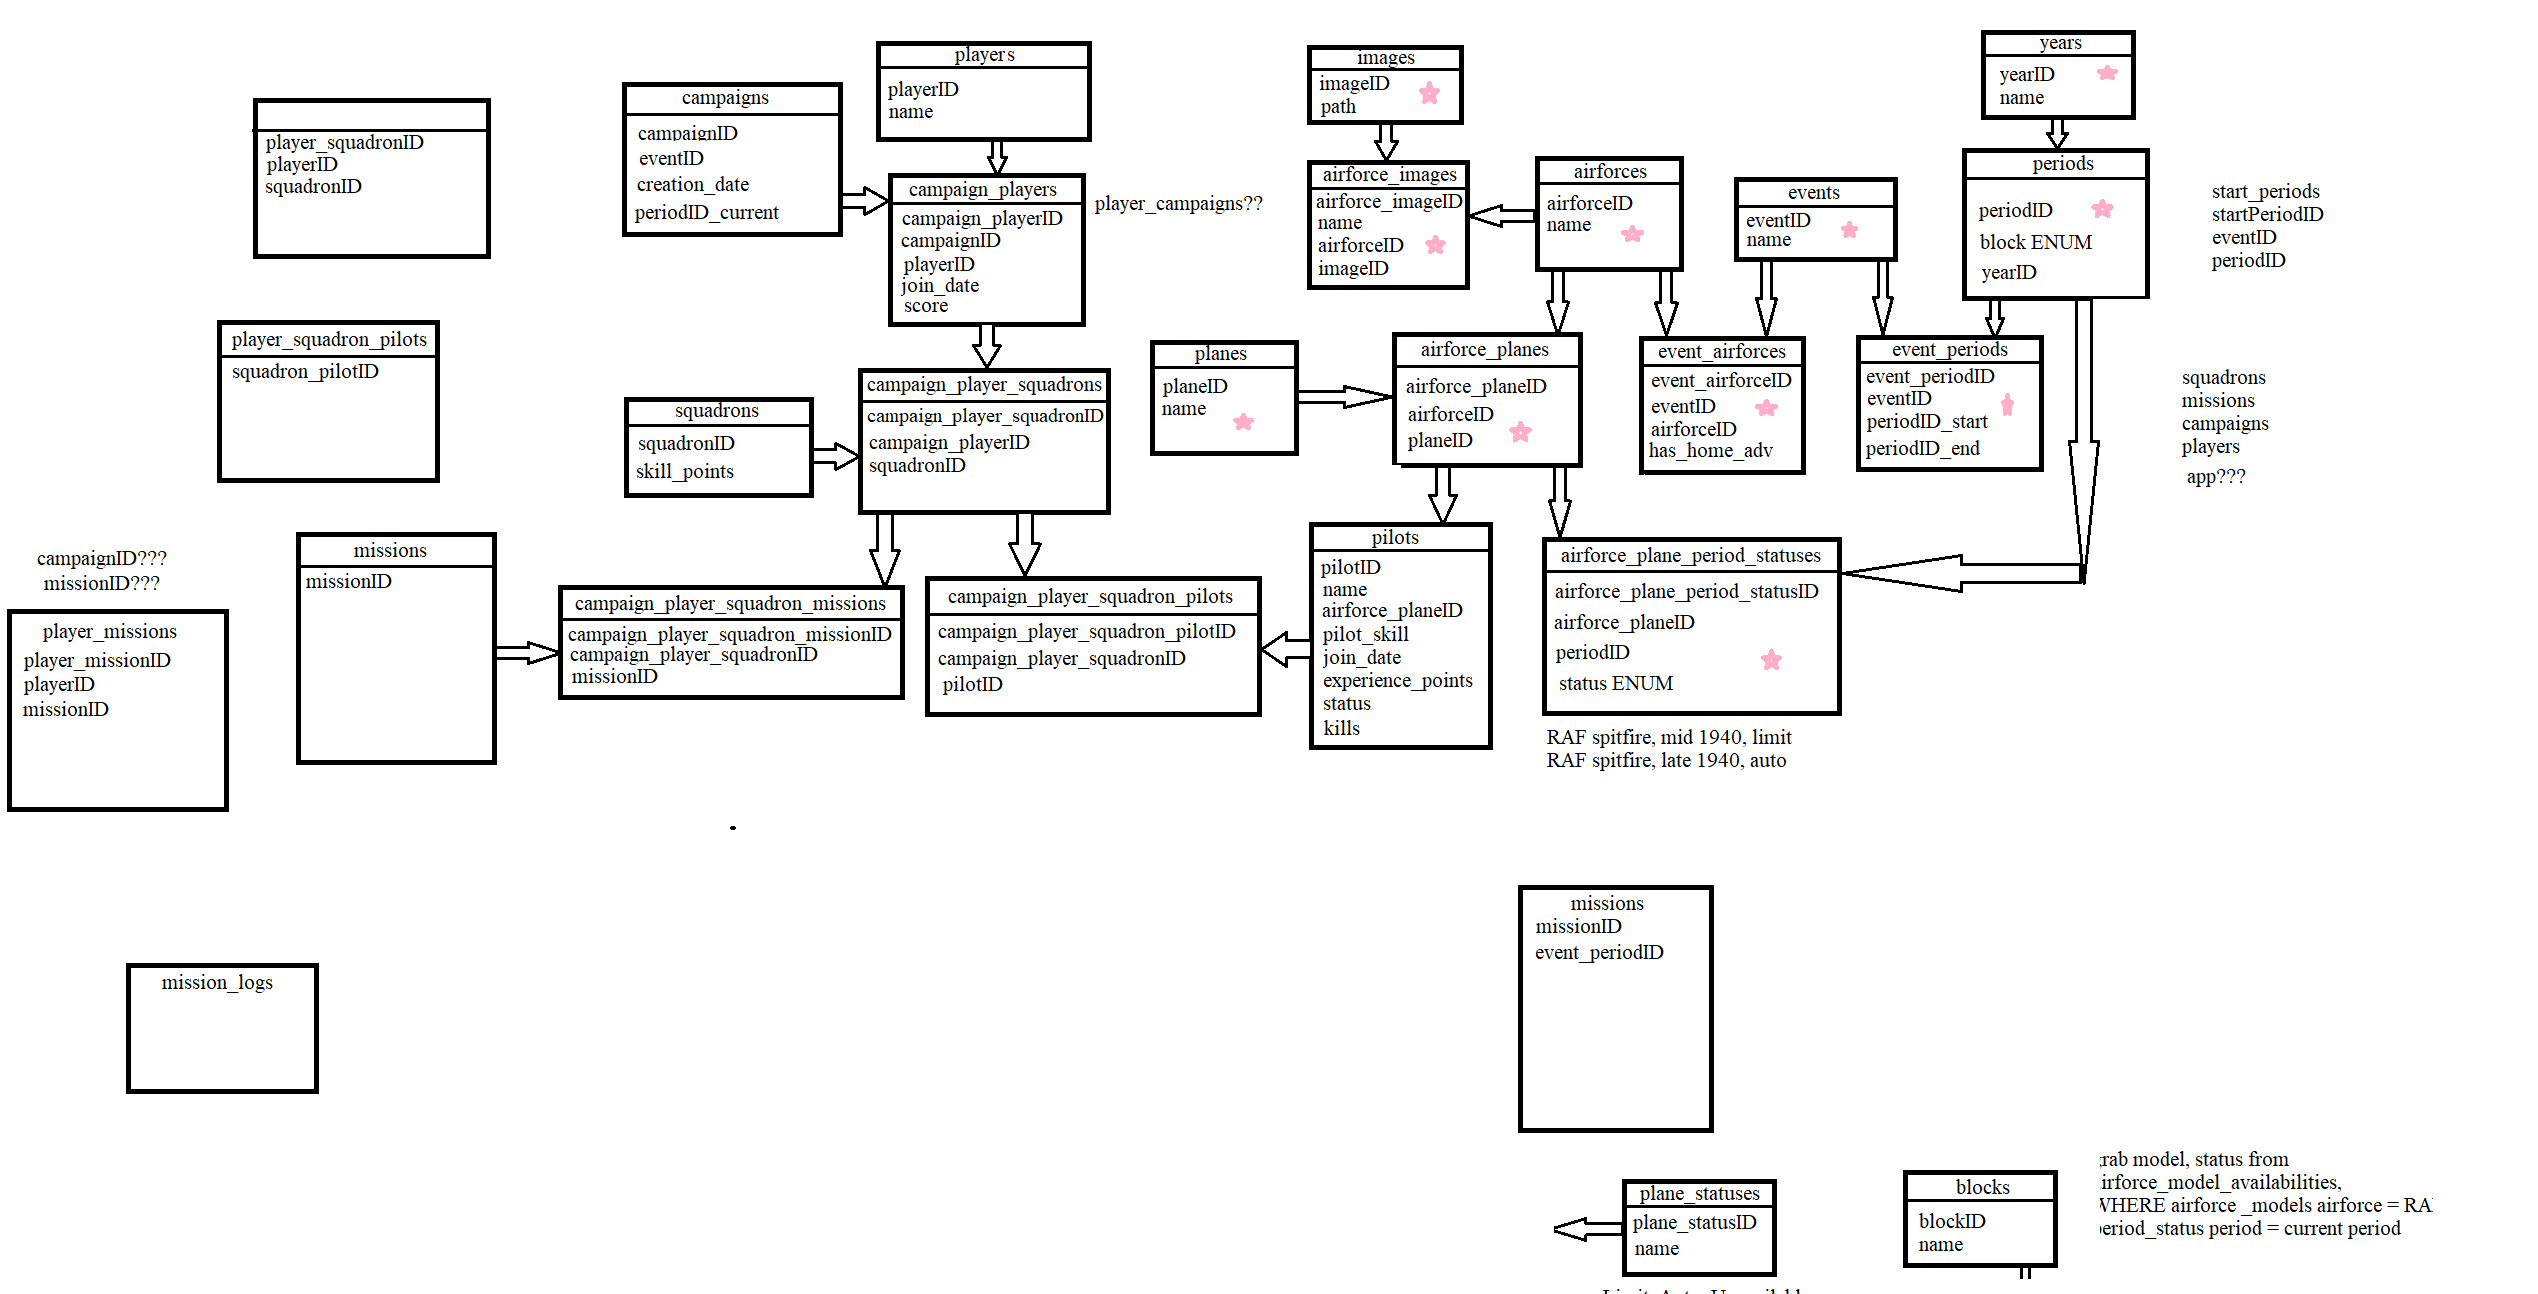 players
playerID
name
campaigns
campaignID
eventID
creation_date
periodID_current
player_squadronID
playerID
squadronID
campaign_players
campaign_playerID
campaignID
playerID
join_date
score
player_campaigns??
images
imageID
path
airforce_images
airforce_imageID
name
airforceID
imageID
airforces
airforceID
name
events
eventID
name
years
yearID
name
periods
periodID
block ENUM
yearID
start_periods
startPeriodID
eventID
periodID
player_squadron_pilots
squadron_pilotID
squadrons
squadronID
skill_points
campaign_player_squadrons
campaign_player_squadronID
campaign_playerID
squadronID
planes
planeID
name
airforce_planes
airforce_planeID
airforceID
planeID
event_airforces
event_airforceID
eventID
airforceID
has_home_adv
event_periods
event_periodID
eventID
periodID_start
periodID_end
squadrons
missions
campaigns
players
app???
campaignID???
missionID???
player_missions
player_missionID
playerID
missionID
missions
missionID
campaign_player_squadron_missions
campaign_player_squadron_missionID
campaign_player_squadronID
missionID
campaign_player_squadron_pilots
campaign_player_squadron_pilotID
campaign_player_squadronID
pilotID
pilots
pilotID
name
airforce_planeID
pilot_skill
join_date
experience_points
status
kills
airforce_plane_period_statuses
airforce_plane_period_statusID
airforce_planeID
periodID
status ENUM
RAF spitfire, mid 1940, limit
RAF spitfire, late 1940, auto
mission_logs
missions
missionID
event_periodID
plane_statuses
plane_statusID
name
blocks
blockID
name
rab model, status from
irforce_model_availabilities,
WHERE airforce _models airforce = RA
eriod_status period = current period